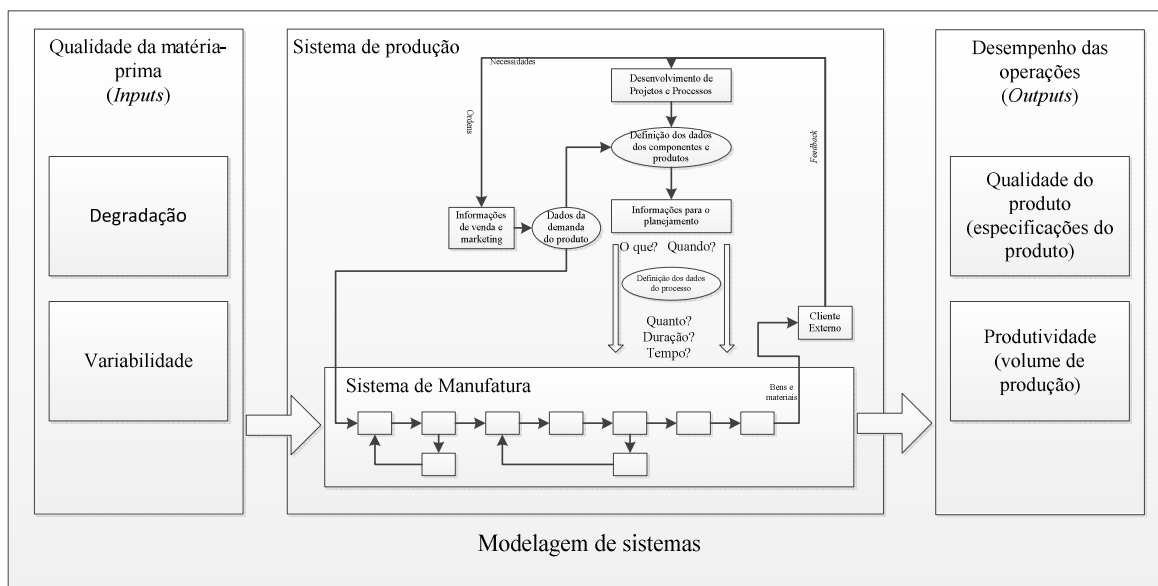 Qualidade da matéria-
prima
(Inputs)
Degradação
Variabilidade
Sistema de produção
Necessidades
Ordens
Feedback
Desenvolvimento de
Projetos e Processos
Definição dos dados
dos componentes e
produtos
Informações
de venda e
marketing
Dados da
demanda
do produto
Informações para o
planejamento
O que? Quando?
Definição dos dados
do processo
Quanto?
Duração?
Tempo?
Cliente
Externo
Sistema de Manufatura
Bens e
materiais
Desempenho das
operações
(Outputs)
Qualidade do
produto
(especificações do
produto)
Produtividade
(volume de
produção)
Modelagem de sistemas